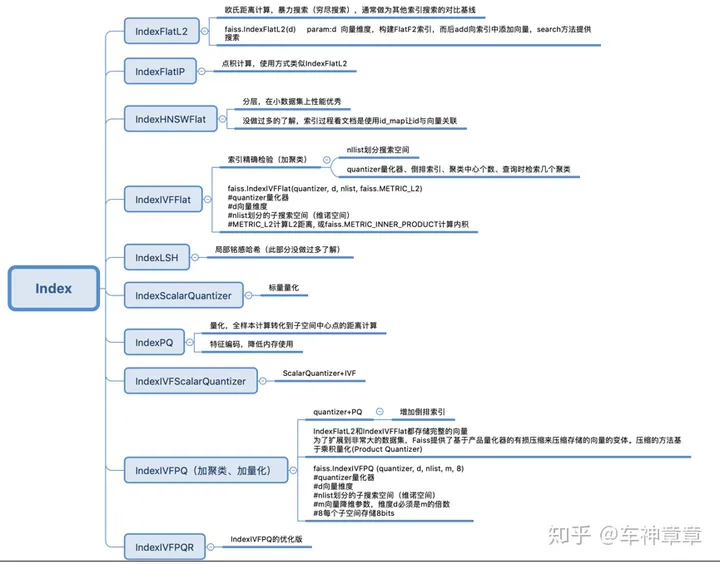 Index
IndexFlatL2
欧氏距离计算，暴力搜索（穷尽搜索），通常做为其他索引搜索的对比基线
faiss.IndexFlatL2(d) param:d 向量维度，构建FlatF2索引，而后add向索引中添加向量，search方法提供
搜索
IndexFlatIP
点积计算，使用方式类似IndexFlatL2
IndexHNSWFlat
分层，在小数据集上性能优秀
没做过多的了解，索引过程看文档是使用id_map让id与向量关联
IndexIVFFlat
索引精确检验（加聚类）
nllist划分搜索空间
quantizer量化器、倒排索引、聚类中心个数、查询时检索几个聚类
faiss.IndexIVFFlat(quantizer, d, nlist, faiss.METRIC_L2)
#quantizer量化器
#d向量维度
#nlist划分的子搜索空间（维诺空间）
#METRIC_L2计算L2距离, 或faiss.METRIC_INNER_PRODUCT计算内积
IndexLSH
局部铭感哈希（此部分没做过多了解）
IndexScalarQuantizer
标量量化
IndexPQ
量化，全样本计算转化到子空间中心点的距离计算
特征编码，降低内存使用
IndexIVFScalarQuantizer
ScalarQuantizer+IVF
IndexIVFPQ（加聚类、加量化）
quantizer+PQ
增加倒排索引
IndexFlatL2和IndexIVFFlat都存储完整的向量
为了扩展到非常大的数据集，Faiss提供了基于产品量化器的有损压缩来压缩存储的向量的变体。压缩的方法基
于乘积量化(Product Quantizer)
faiss.IndexIVFPQ (quantizer, d, nlist, m, 8)
#quantizer量化器
#d向量维度
#nlist划分的子搜索空间（维诺空间）
#m向量降维参数，维度d必须是m的倍数
#8每个子空间存储8bits
IndexIVFPQR
IndexIVFPQ的优化版
知乎 @车神章章